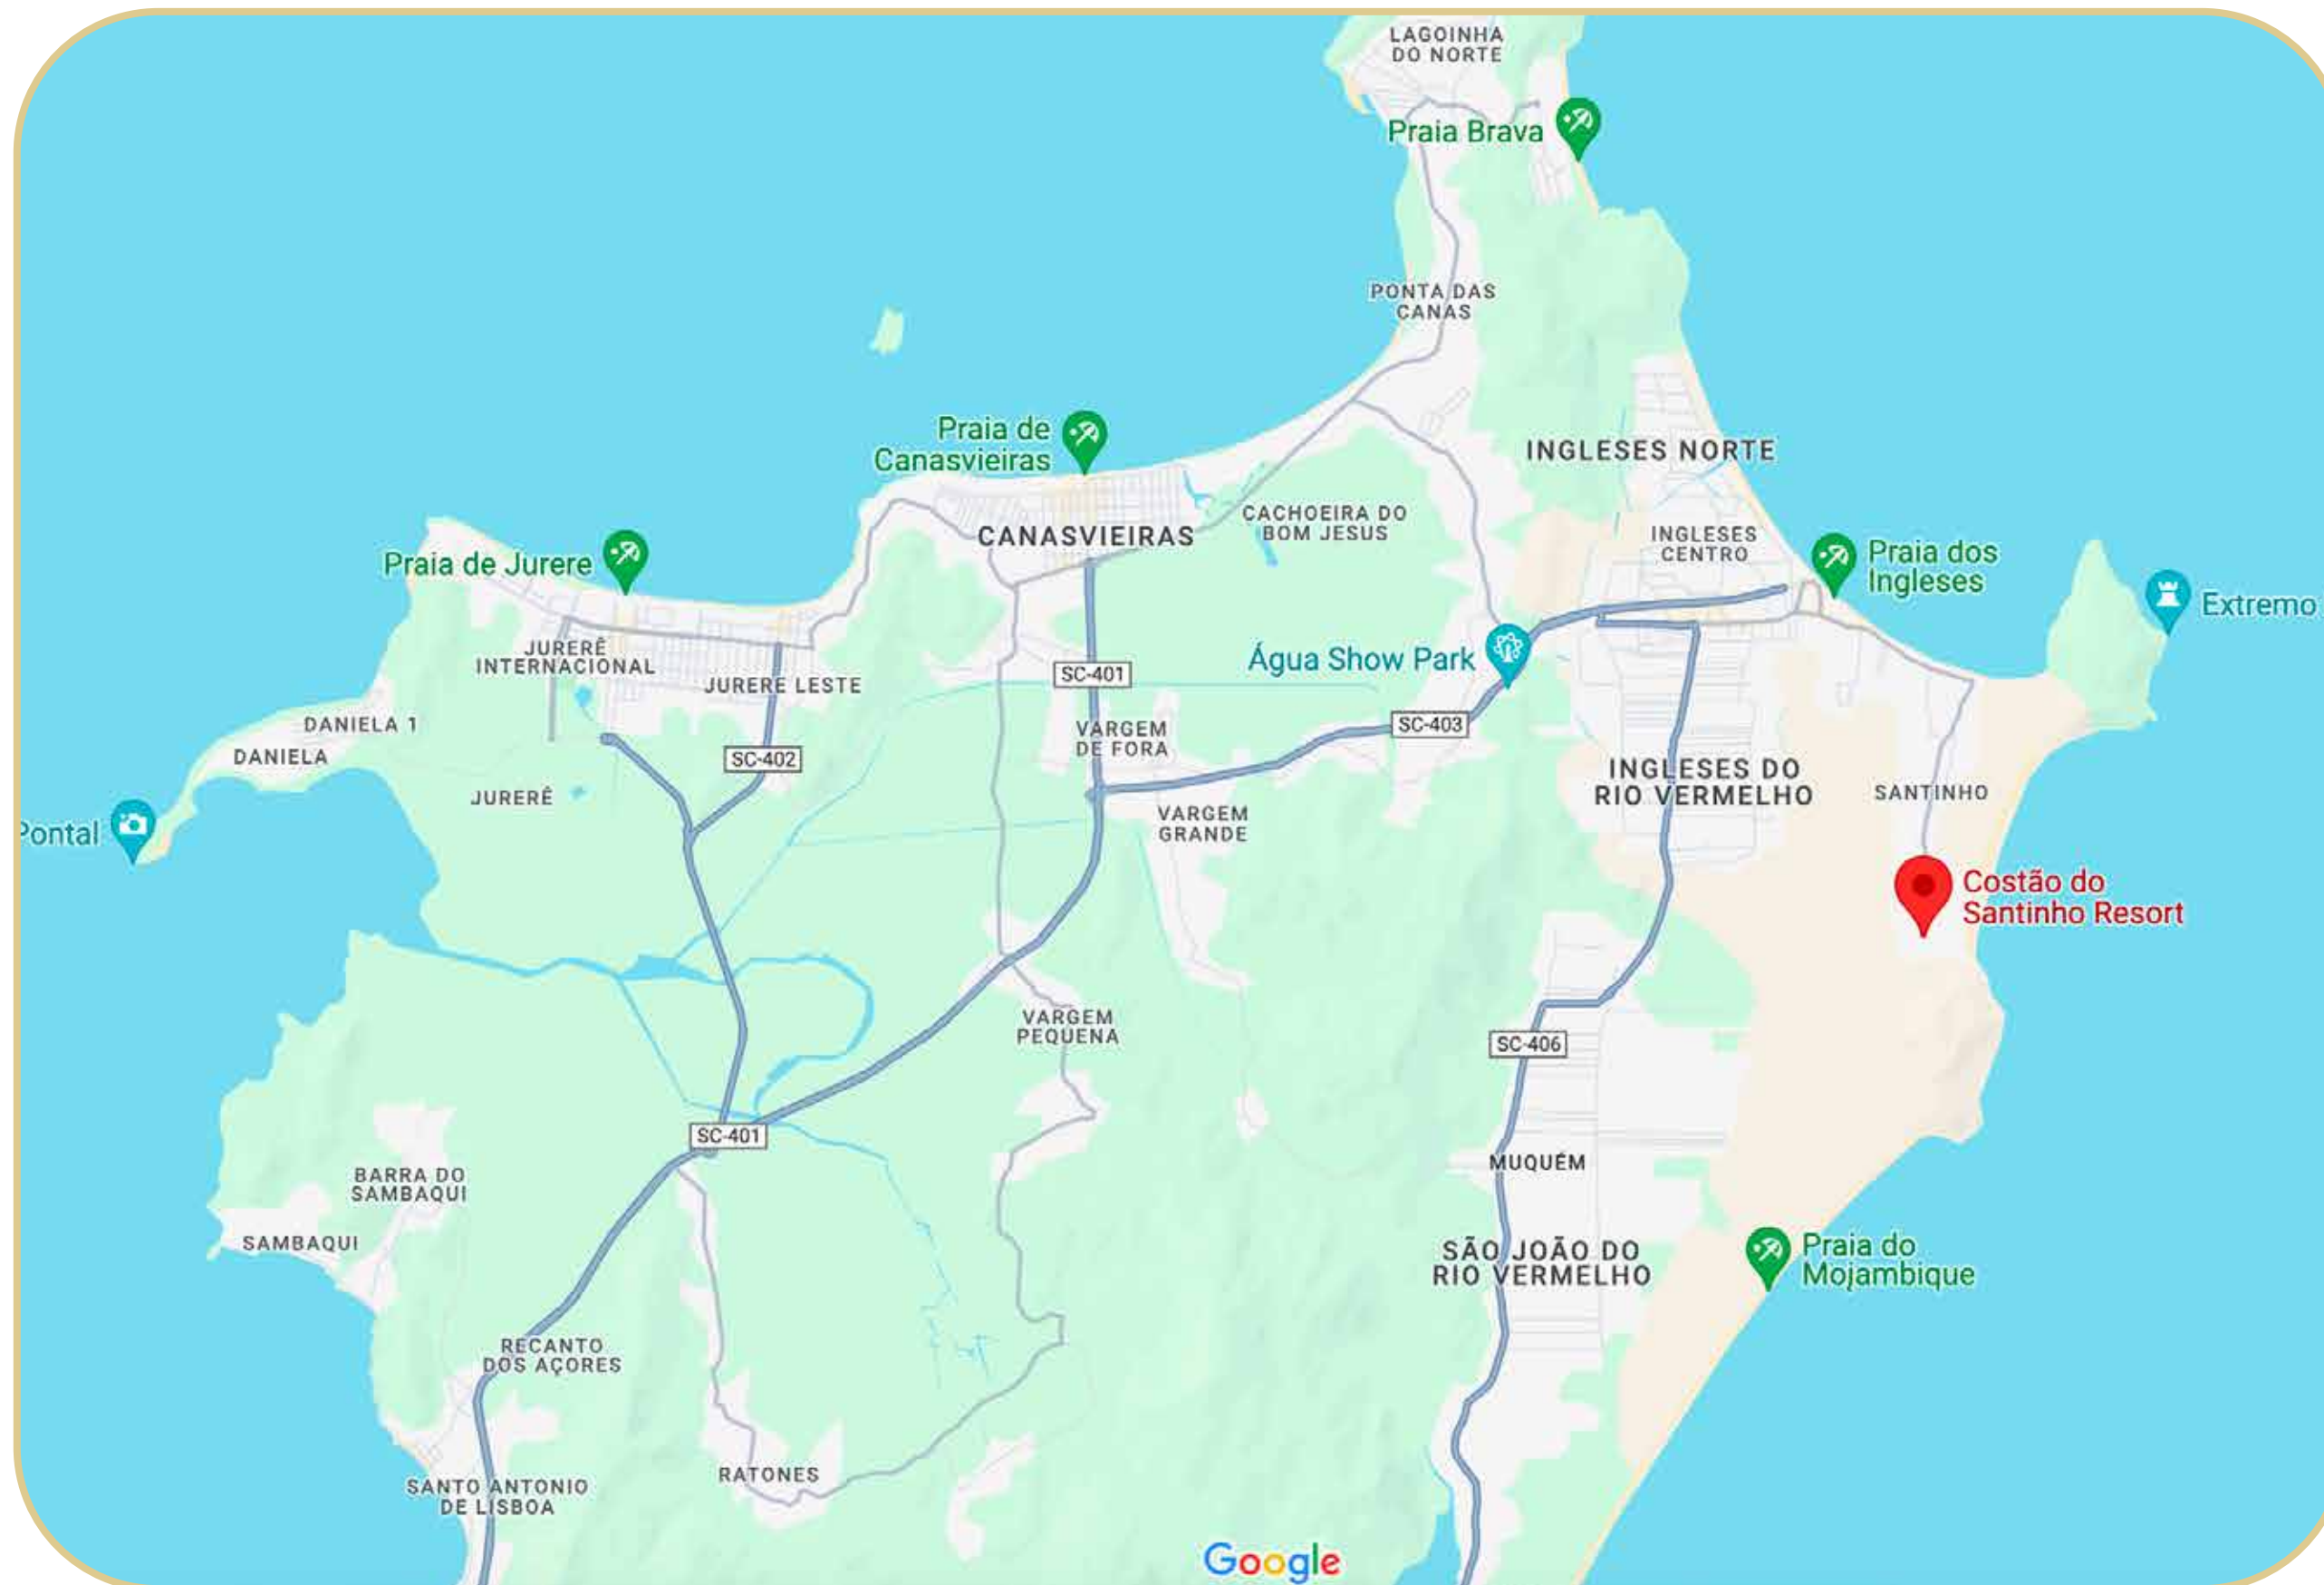 LAGOINHA
DO NORTE
Praia Brava
PONTA DAS
CANAS
Praia de
Canasvieiras
INGLESES NORTE
CANASVIEIRAS
CACHOEIRA DO
BOM JESUS
INGLESES
CENTRO
Praia de Jurere
Praia dos
Ingleses
Extremo
JURERÊ
INTERNACIONAL
JURERE LESTE
SC-401
Água Show Park
DANIELA 1
DANIELA
SC-402
VARGEM
DE FORA
SC-403
JURERÊ
INGLESES DO
RIO VERMELHO
SANTINHO
Pontal
VARGEM
GRANDE
Costão do
Santinho Resort
VARGEM
PEQUENA
SC-406
SC-401
BARRA DO
SAMBAQUI
MUQUÉM
SAMBAQUI
SÃO JOÃO DO
RIO VERMELHO
Praia do
Mojambique
RECANTO
DOS AÇORES
SANTO ANTONIO
DE LISBOA
RATONES
Google